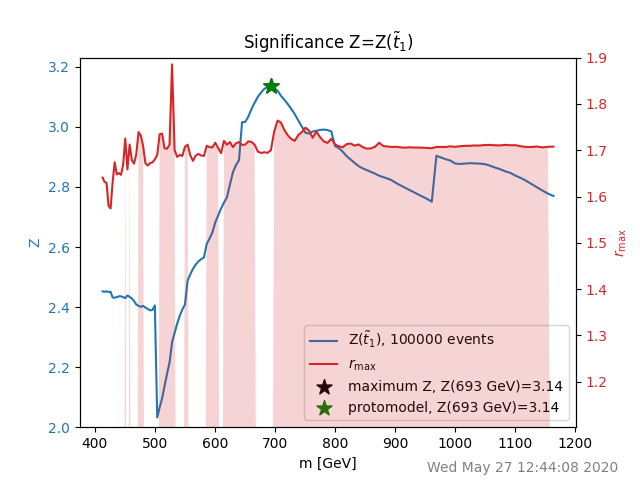 Significance Z=Z(t̃₁)
3.2
3.0
2.8
2.6
2.4
2.2
2.0
Z
1.9
1.8
1.7
1.6
1.5
1.4
1.3
1.2
r_max
Z(t̃₁), 100000 events
r_max
maximum Z, Z(693 GeV)=3.14
protomodel, Z(693 GeV)=3.14
400 500 600 700 800 900 1000 1100 1200
m [GeV]
Wed May 27 12:44:08 2020